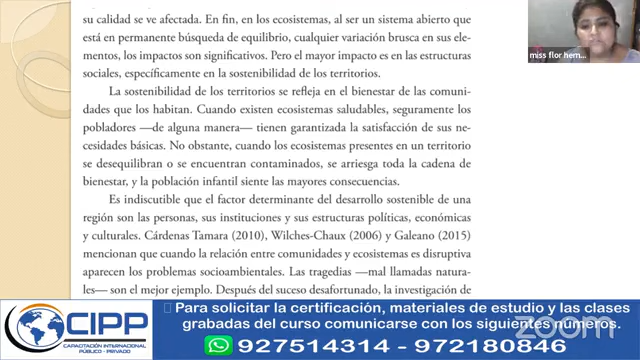 su calidad se ve afectada. En fin, en los ecosistemas, al ser un sistema abierto que
está en permanente búsqueda de equilibrio, cualquier variación brusca en sus ele-
mentos, los impactos son significativos. Pero el mayor impacto es en las estructuras
sociales, específicamente en la sostenibilidad de los territorios.
La sostenibilidad de los territorios se refleja en el bienestar de las comuni-
dades que los habitan. Cuando existen ecosistemas saludables, seguramente los
pobladores —de alguna manera— tienen garantizada la satisfacción de sus ne-
cesidades básicas. No obstante, cuando los ecosistemas presentes en un territorio
se desequilibran o se encuentran contaminados, se arriesga toda la cadena de
bienestar, y la población infantil siente las mayores consecuencias.
Es indiscutible que el factor determinante del desarrollo sostenible de una
región son las personas, sus instituciones y sus estructuras políticas, económicas
y culturales. Cárdenas Tamara (2010), Wilches-Chaux (2006) y Galeano (2015)
mencionan que cuando la relación entre comunidades y ecosistemas es disruptiva
aparecen los problemas socioambientales. Las tragedias —mal llamadas natura-
les— son el mejor ejemplo. Después del suceso desafortunado, la investigación de
miss flor hern...
CIPP
CAPACITACIÓN INTERNACIONAL
PÚBLICO - PRIVADO
Para solicitar la certificación, materiales de estudio y las clases
grabadas del curso comunicarse con los siguientes números.
927514314 - 972180846
zoom